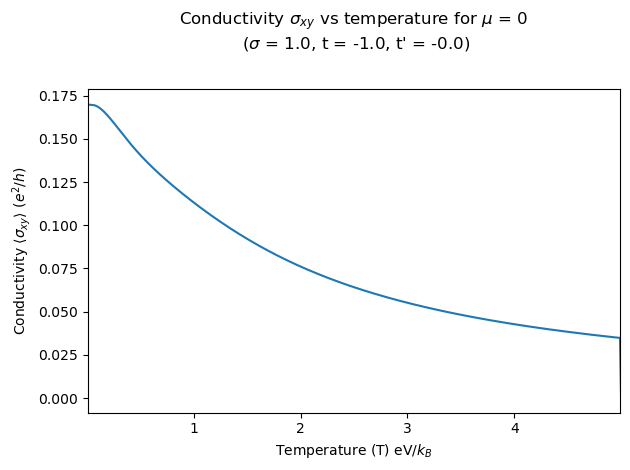 Conductivity σ_xy vs temperature for μ = 0
(σ = 1.0, t = -1.0, t' = -0.0)
Conductivity ⟨σ_xy⟩ (e²/h)
0.175
0.150
0.125
0.100
0.075
0.050
0.025
0.000
1 2 3 4
Temperature (T) eV/k_B